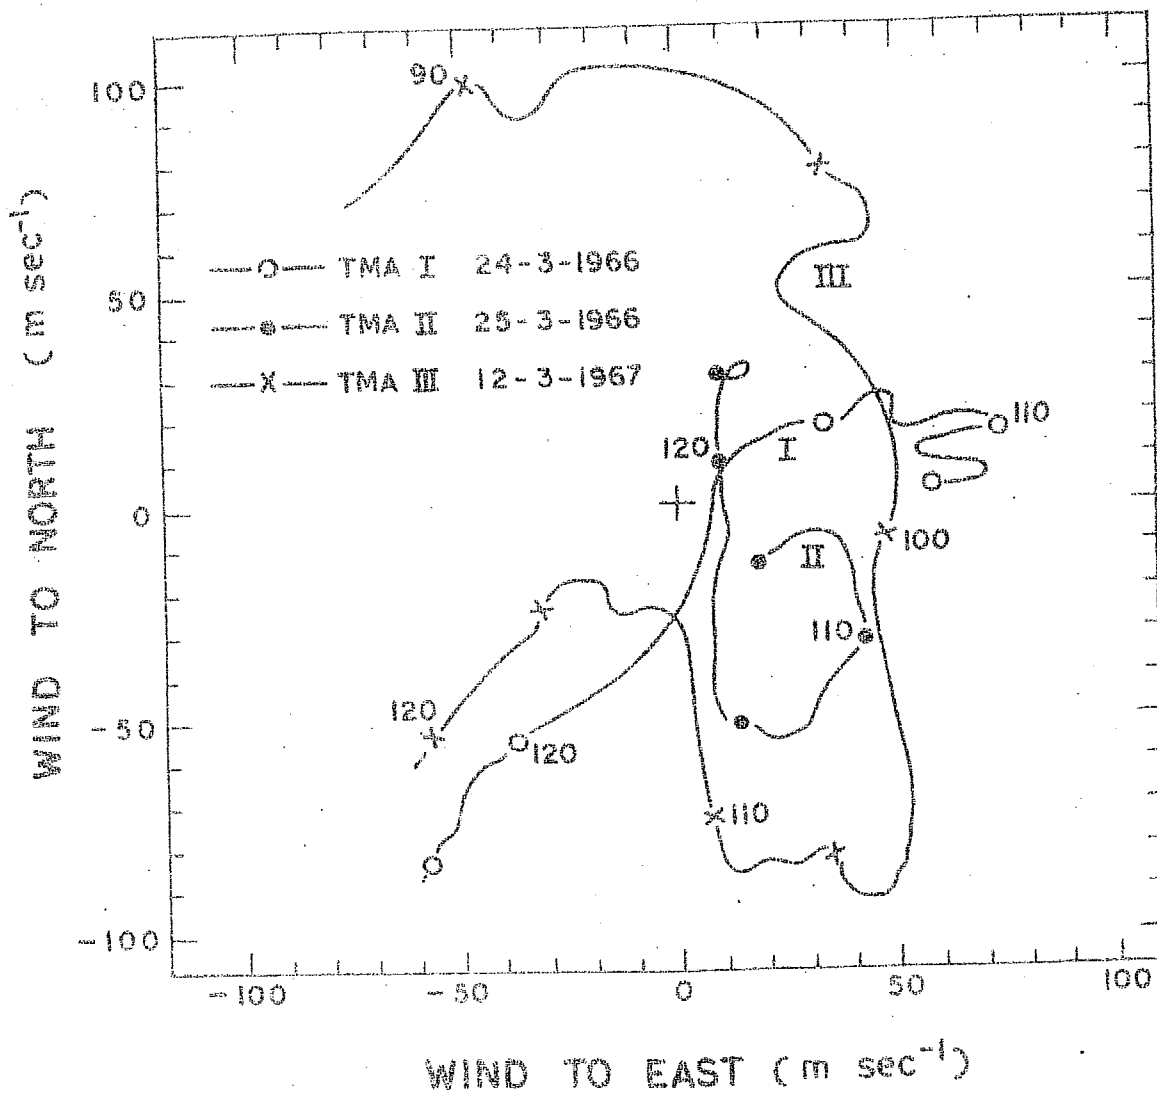 90
100
TMA I 24-3-1966
III
50
TMA II 25-3-1966
TMA III 12-3-1967
110
120
I
0
100
II
110
120
-50
120
110
-100
-100 -50 0 50 100
WIND TO NORTH (m sec⁻¹)
WIND TO EAST (m sec⁻¹)